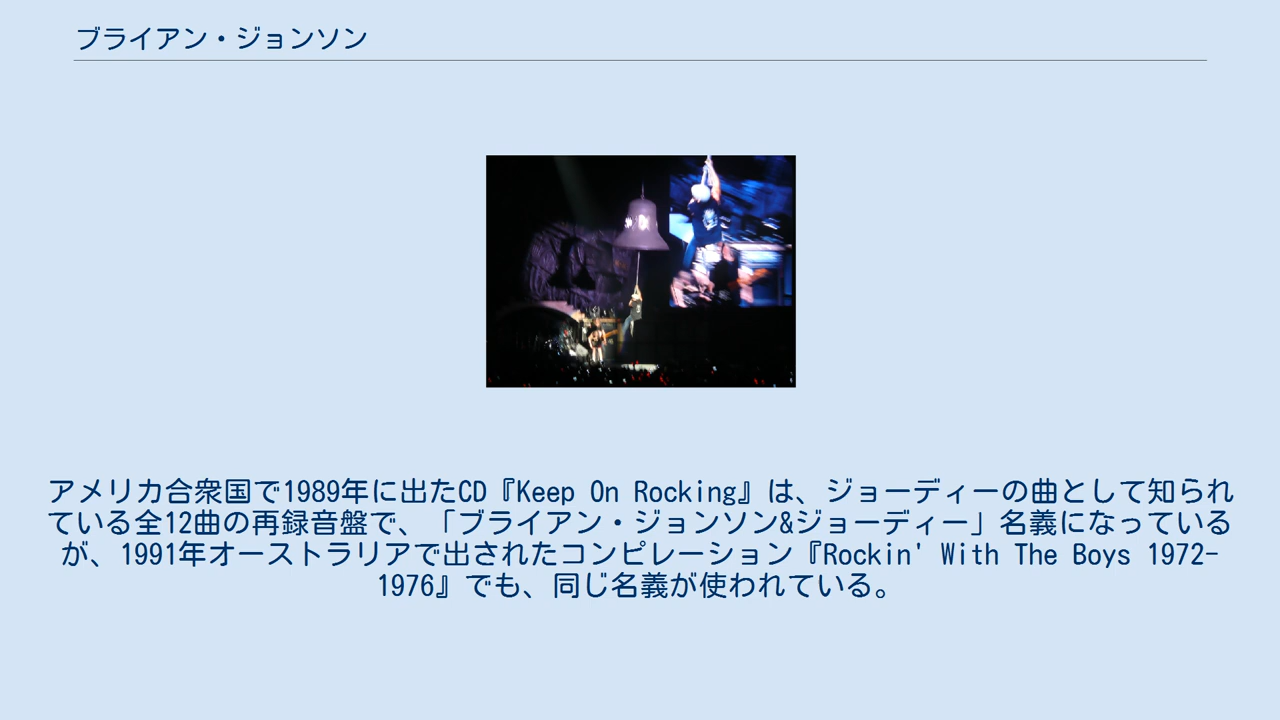 ブライアン・ジョンソン
アメリカ合衆国で1989年に出たCD『Keep On Rocking』は、ジョーディーの曲として知られ
ている全12曲の再録音盤で、「ブライアン・ジョンソン&ジョーディー」名義になっている
が、1991年オーストラリアで出されたコンピレーション『Rockin' With The Boys 1972-
1976』でも、同じ名義が使われている。